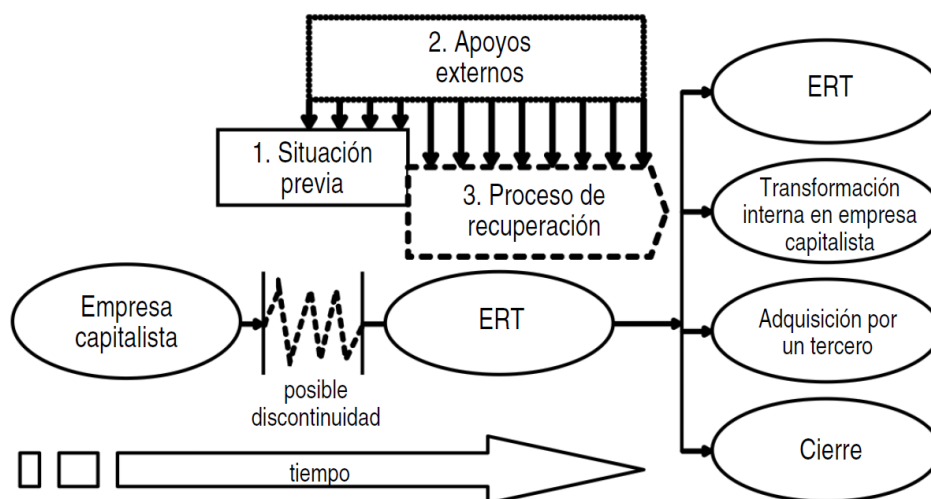 2. Apoyos
externos
1. Situación
previa
3. Proceso de
recuperación
Empresa
capitalista
posible
discontinuidad
ERT
ERT
Transformación
interna en empresa
capitalista
Adquisición por
un tercero
Cierre
tiempo